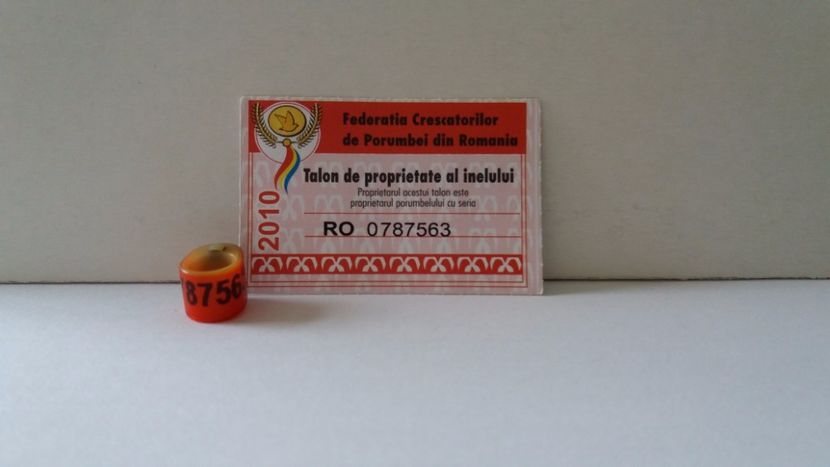 Federatia Crescatorilor
de Porumbei din Romania
Talon de proprietate al inelului
Proprietarul acestui talon este
proprietarul porumbelului cu seria
2010
RO 0787563
8756